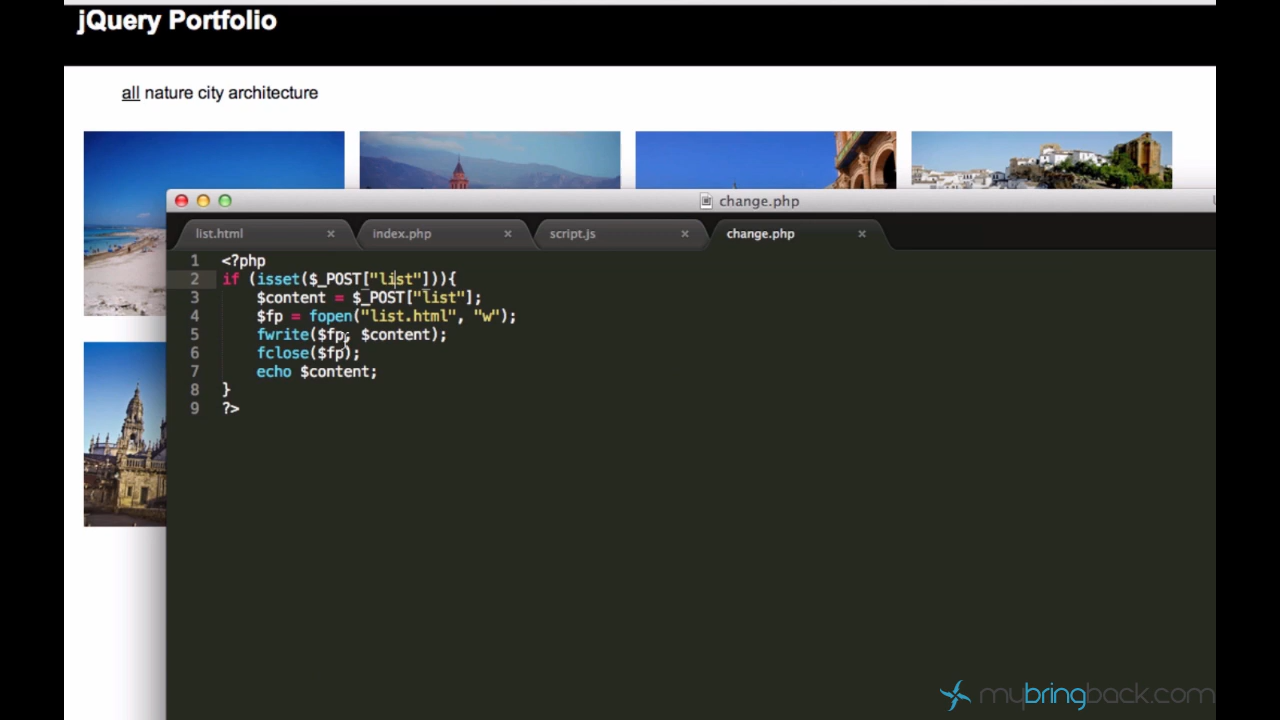 jQuery Portfolio
all nature city architecture
change.php
list.html × index.php × script.js × change.php ×
1 <?php
2 if (isset($_POST["list"])){
3 $content = $_POST["list"];
4 $fp = fopen("list.html", "w");
5 fwrite($fp, $content);
6 fclose($fp);
7 echo $content;
8 }
9 ?>
mybringback.com